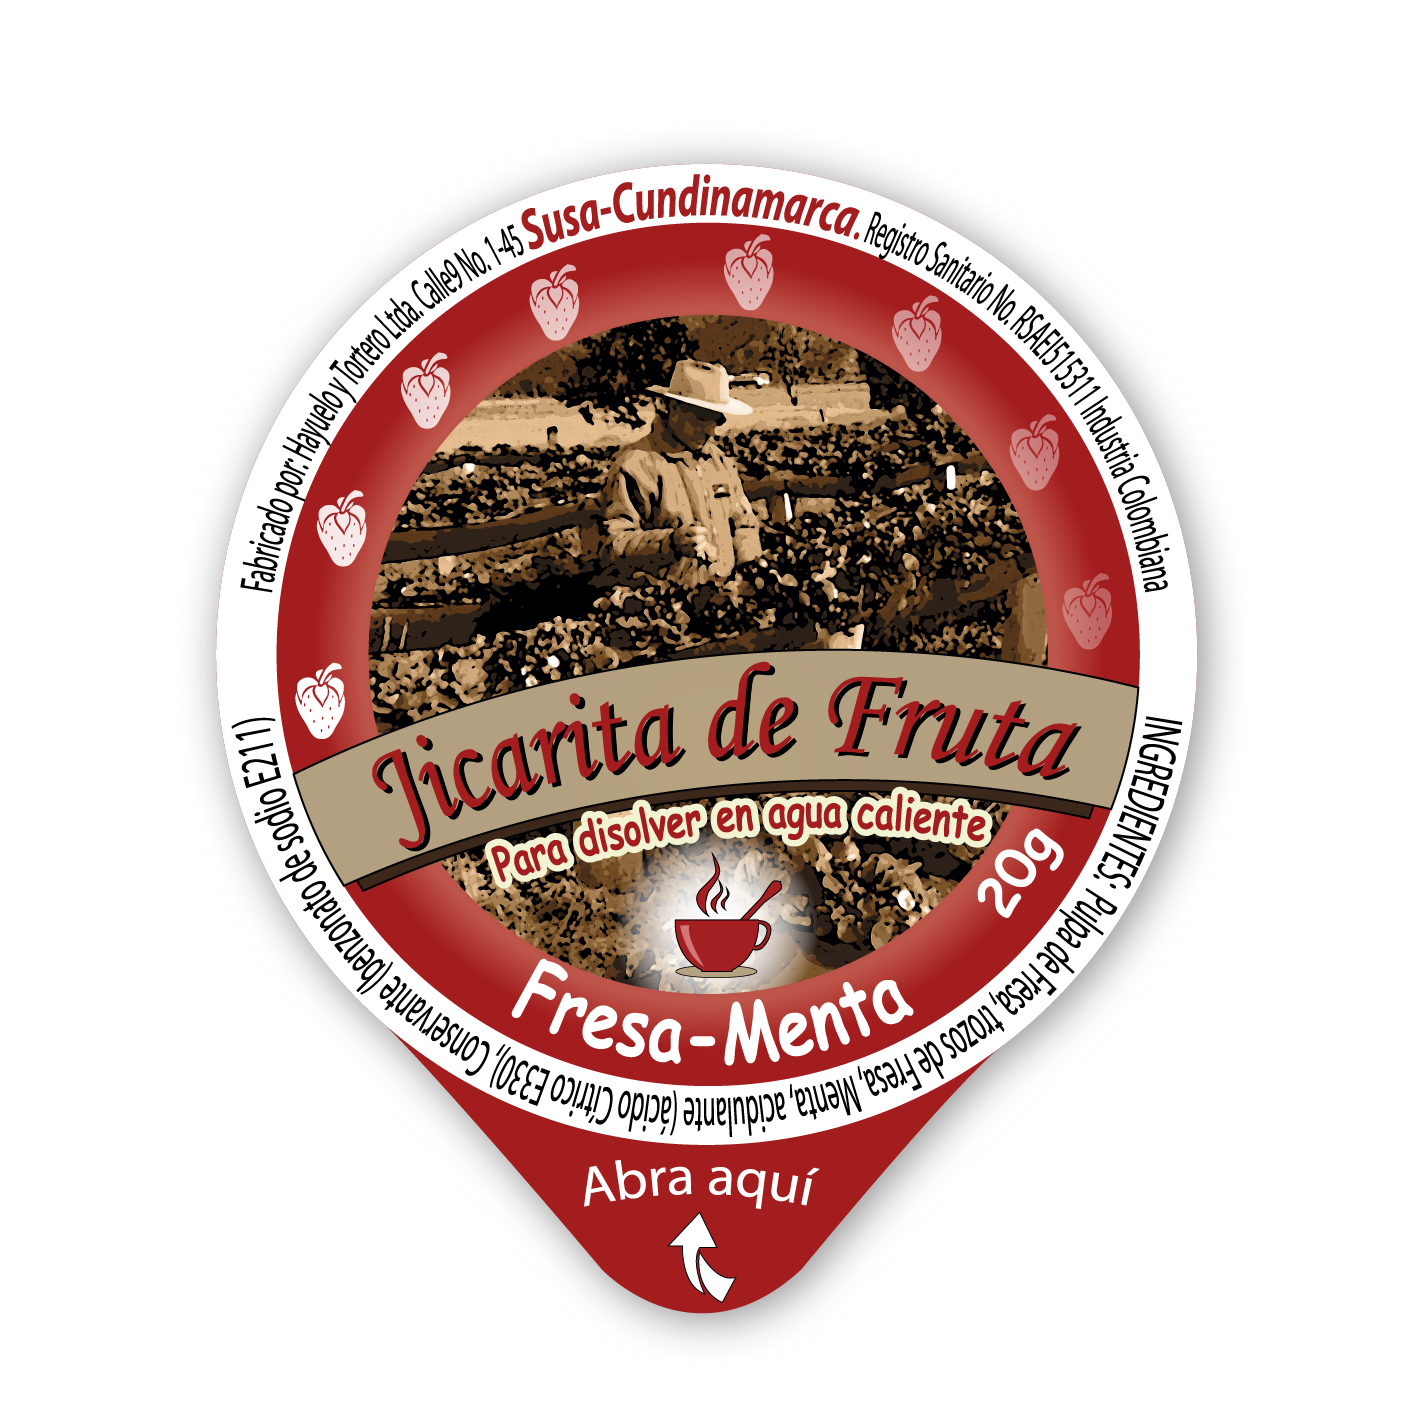 Fabricado por: Hayuelo y Tortero Ltda. Calle9 No. 1-45 Susa-Cundinamarca. Registro Sanitario No. RSAEI515311 Industria Colombiana
Jicarita de Fruta
Para disolver en agua caliente
20g
Fresa-Menta
INGREDIENTES: Pulpa de Fresa, trozos de Fresa, Menta, acidulante (ácido Cítrico E330), Conservante (benzonato de sodio E211)
Abra aquí